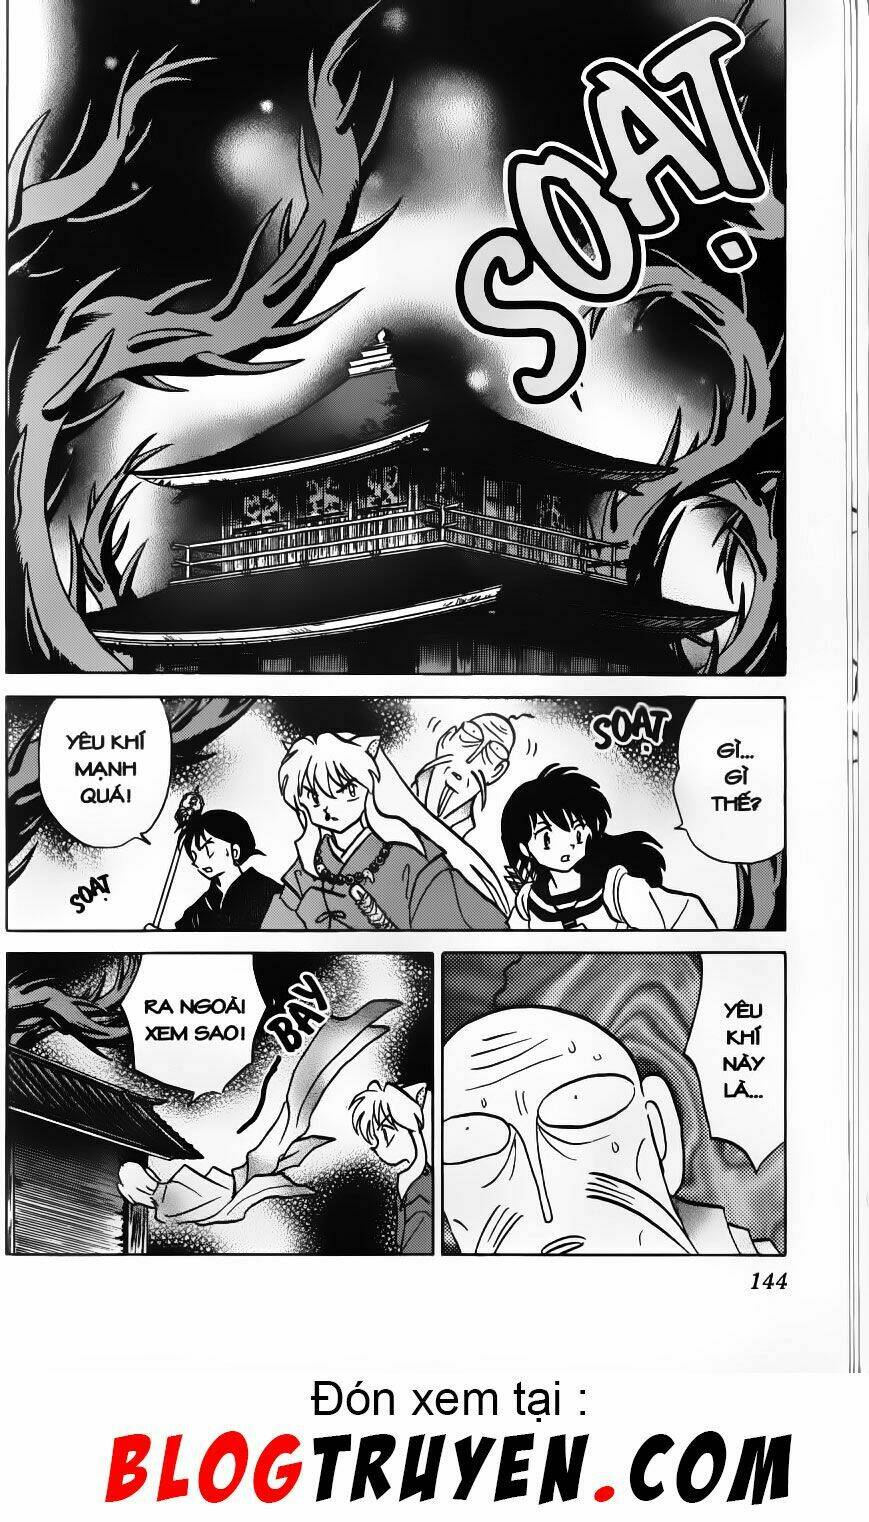 SOẠT
YÊU KHÍ
MẠNH
QUÁ!
SOẠT
GÌ...
GÌ
THẾ?
SOẠT
RA NGOÀI
XEM SAO!
BAY
YÊU
KHÍ
NÀY
LÀ...
144
Đón xem tại :
BLOGTRUYEN.COM